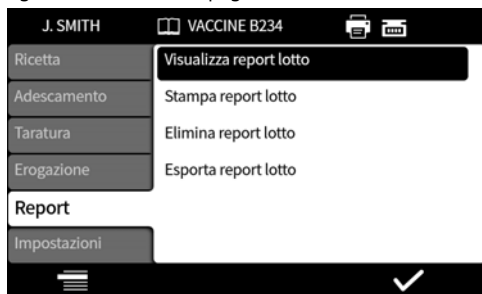 J. SMITH VACCINE B234
Ricetta
Adescamento
Taratura
Erogazione
Report
Impostazioni
Visualizza report lotto
Stampa report lotto
Elimina report lotto
Esporta report lotto